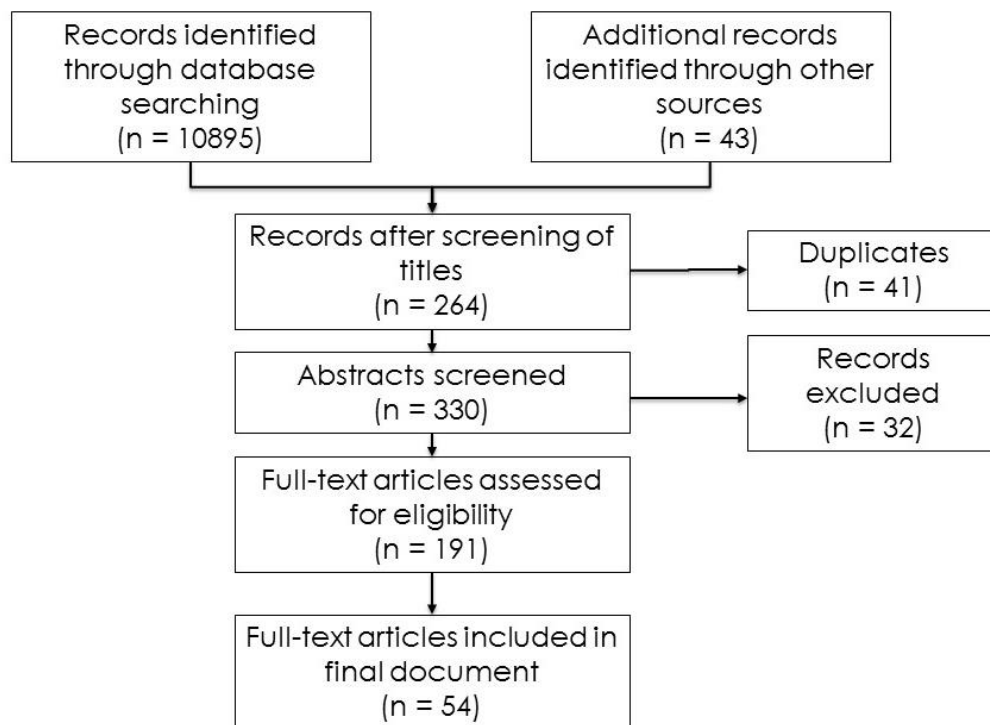 Records identified
through database
searching
(n = 10895)
Additional records
identified through other
sources
(n = 43)
Records after screening of
titles
(n = 264)
Duplicates
(n = 41)
Abstracts screened
(n = 330)
Records
excluded
(n = 32)
Full-text articles assessed
for eligibility
(n = 191)
Full-text articles included in
final document
(n = 54)